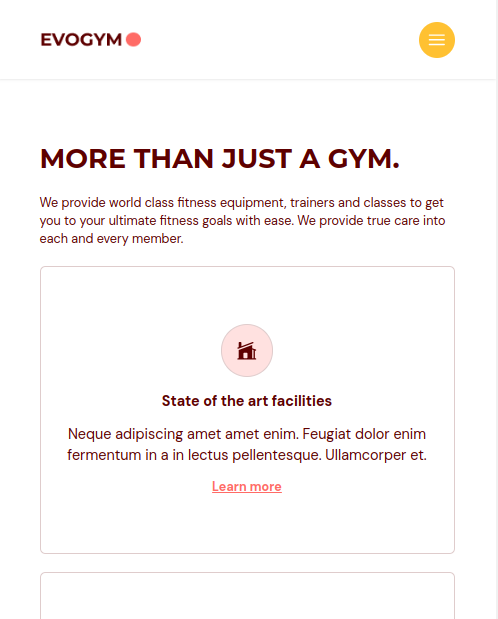 EVOGYM
MORE THAN JUST A GYM.
We provide world class fitness equipment, trainers and classes to get
you to your ultimate fitness goals with ease. We provide true care into
each and every member.
State of the art facilities
Neque adipiscing amet amet enim. Feugiat dolor enim
fermentum in a in lectus pellentesque. Ullamcorper et.
Learn more